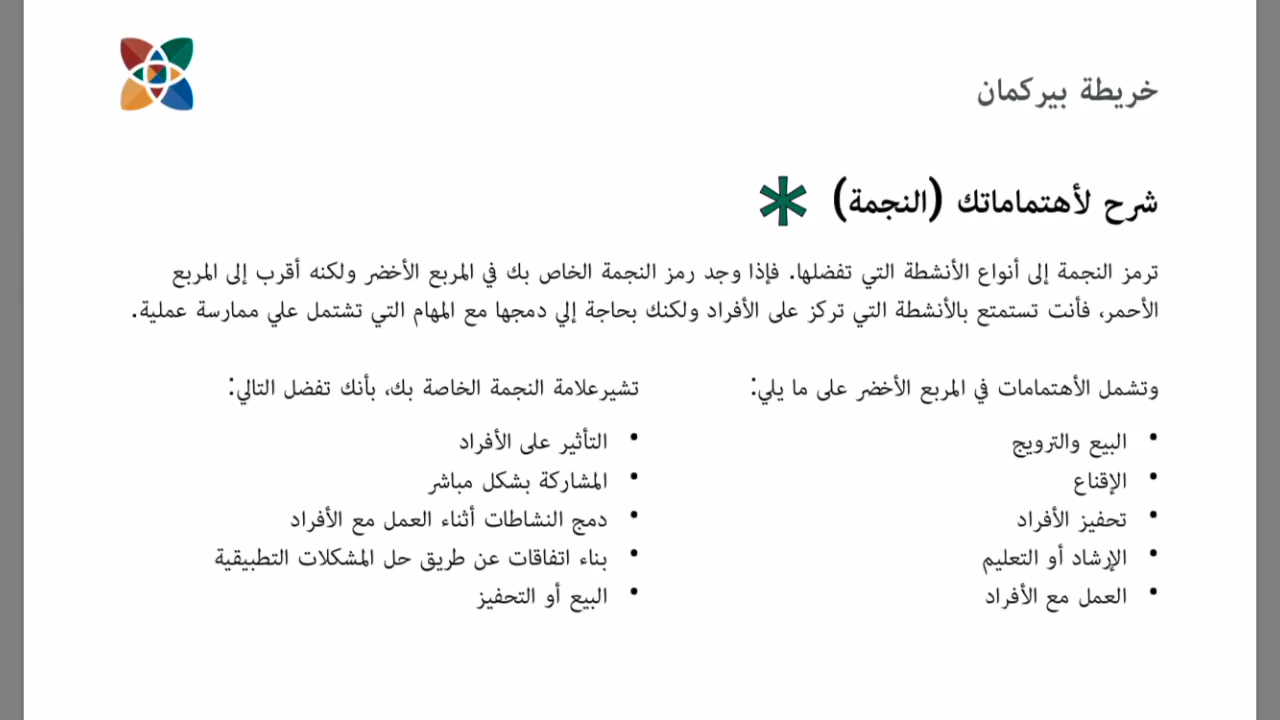 خريطة بيركمان
شرح لأهتماماتك (النجمة)
ترمز النجمة إلى أنواع الأنشطة التي تفضلها. فإذا وجد رمز النجمة الخاص بك في المربع الأخضر ولكنه أقرب إلى المربع
الأحمر، فأنت تستمتع بالأنشطة التي تركز على الأفراد ولكنك بحاجة إلي دمجها مع المهام التي تشتمل علي ممارسة عملية.
وتشمل الأهتمامات في المربع الأخضر على ما يلي:
• البيع والترويج
• الإقناع
• تحفيز الأفراد
• الإرشاد أو التعليم
• العمل مع الأفراد
تشيرعلامة النجمة الخاصة بك، بأنك تفضل التالي:
• التأثير على الأفراد
• المشاركة بشكل مباشر
• دمج النشاطات أثناء العمل مع الأفراد
• بناء اتفاقات عن طريق حل المشكلات التطبيقية
• البيع أو التحفيز